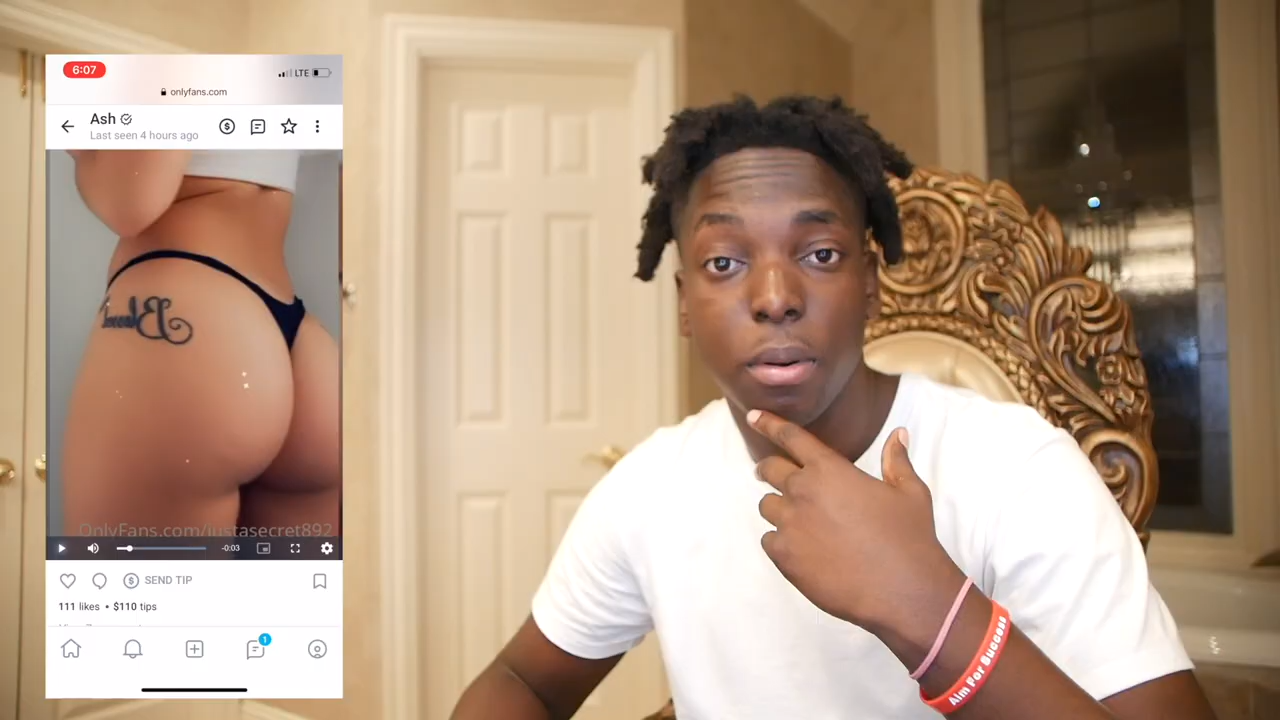 6:07
LTE
onlyfans.com
Ash
Last seen 4 hours ago
OnlyFans.com/justasecret892
-0:03
SEND TIP
111 likes • $110 tips
1
Aim For Success